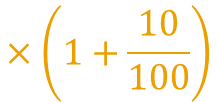 × (1 + 10/100)